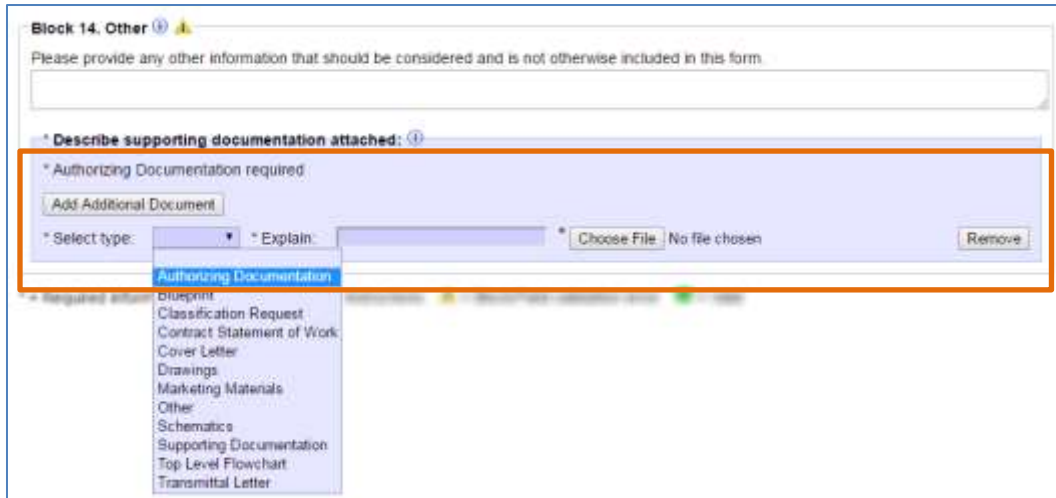 Block 14. Other
Please provide any other information that should be considered and is not otherwise included in this form.
* Describe supporting documentation attached:
* Authorizing Documentation required
Add Additional Document
* Select type: * Explain: * Choose File No file chosen Remove
Authorizing Documentation
* = Required
Blueprint
Classification Request
Contract Statement of Work
Cover Letter
Drawings
Marketing Materials
Other
Schematics
Supporting Documentation
Top Level Flowchart
Transmittal Letter